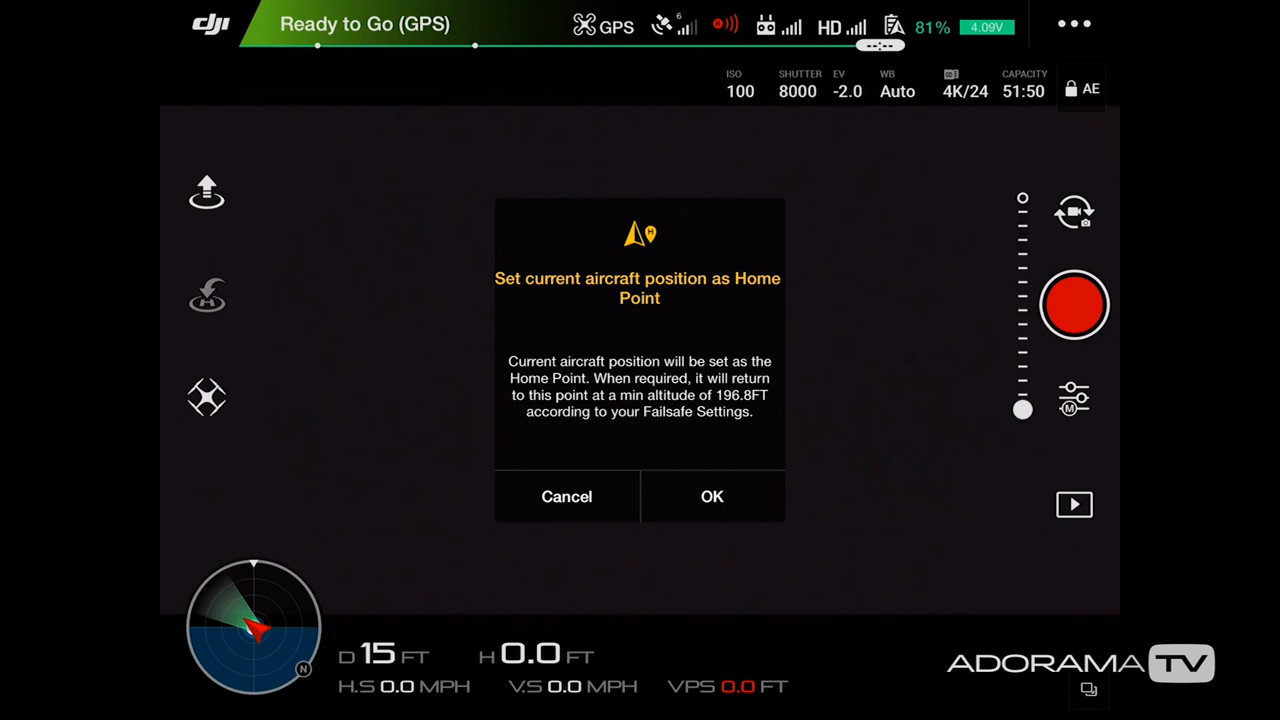 dji Ready to Go (GPS) GPS 6 R HD 81% 4.09V
--:--
ISO SHUTTER EV WB SD CAPACITY
100 8000 -2.0 Auto 4K/24 51:50 AE
Set current aircraft position as Home
Point
Current aircraft position will be set as the
Home Point. When required, it will return
to this point at a min altitude of 196.8FT
according to your Failsafe Settings.
Cancel OK
H
H
M
N
D 15 FT H 0.0 FT
H.S 0.0 MPH V.S 0.0 MPH VPS 0.0 FT
ADORAMA TV